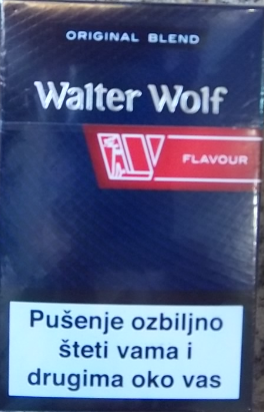 ORIGINAL BLEND
Walter Wolf
FLAVOUR
Pušenje ozbiljno
šteti vama i
drugima oko vas